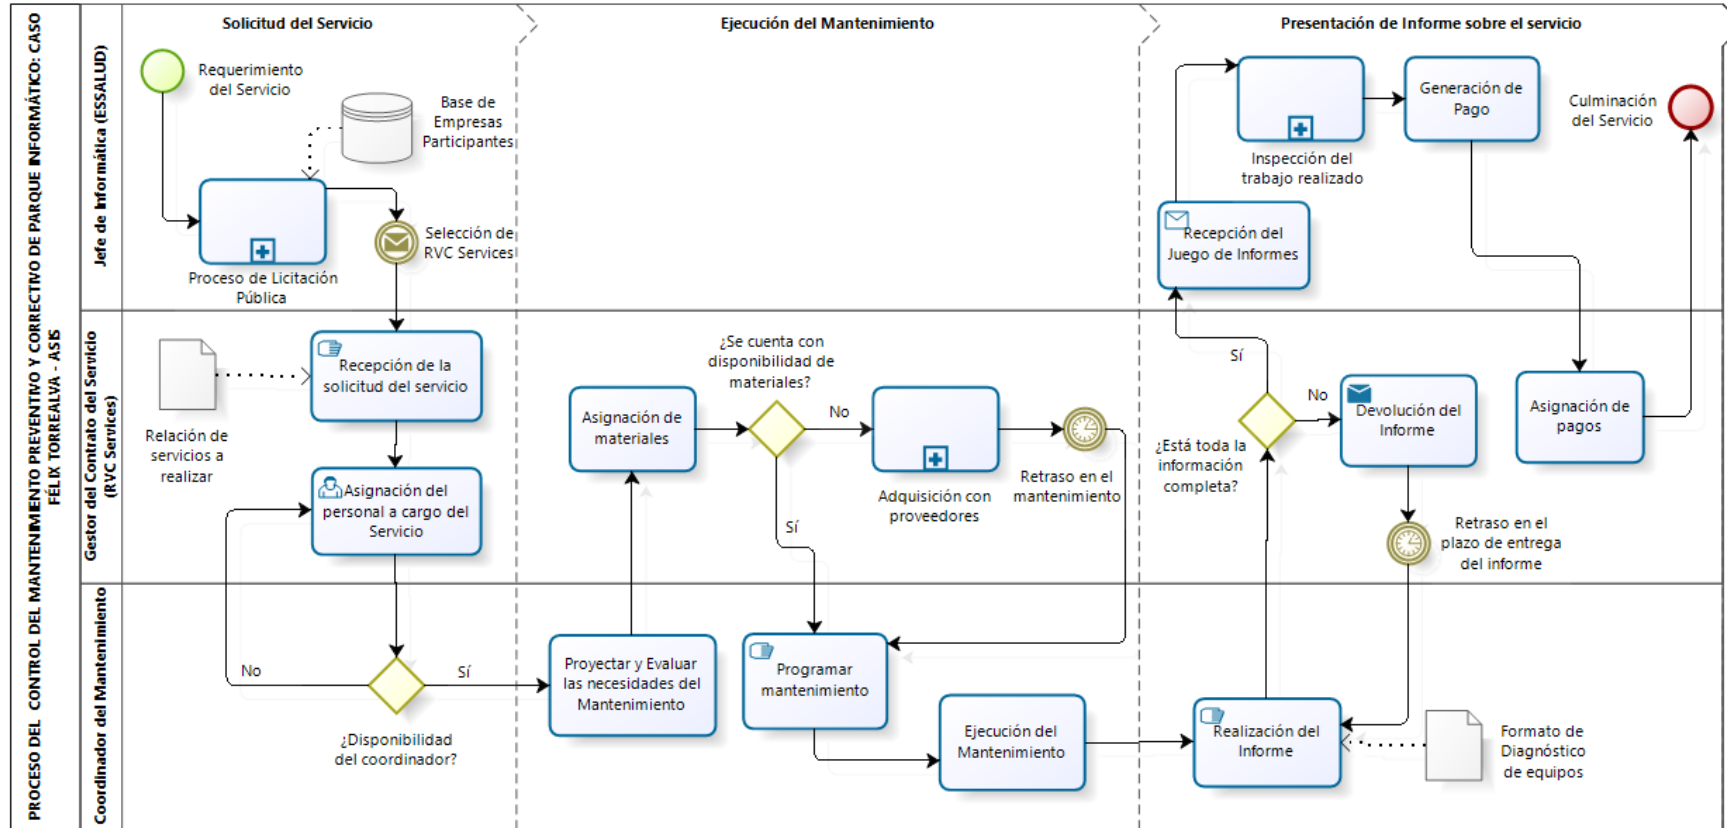 PROCESO DEL CONTROL DEL MANTENIMIENTO PREVENTIVO Y CORRECTIVO DE PARQUE INFORMÁTICO: CASO
FÉLIX TORREALVA - ASIS
Solicitud del Servicio
Ejecución del Mantenimiento
Presentación de Informe sobre el servicio
Jefe de Informática (ESSALUD)
Requerimiento
del Servicio
Base de
Empresas
Participantes
Proceso de Licitación
Pública
Selección de
RVC Services
Recepción del
Juego de Informes
Inspección del
trabajo realizado
Generación de
Pago
Culminación
del Servicio
Gestor del Contrato del Servicio
(RVC Services)
Relación de
servicios a
realizar
Recepción de la
solicitud del servicio
Asignación del
personal a cargo del
Servicio
Asignación de
materiales
¿Se cuenta con
disponibilidad de
materiales?
No
Sí
Adquisición con
proveedores
Retraso en el
mantenimiento
¿Está toda la
información
completa?
Sí
No
Devolución del
Informe
Retraso en el
plazo de entrega
del informe
Asignación de
pagos
Coordinador del Mantenimiento
No
Sí
¿Disponibilidad
del coordinador?
Proyectar y Evaluar
las necesidades del
Mantenimiento
Programar
mantenimiento
Ejecución del
Mantenimiento
Realización del
Informe
Formato de
Diagnóstico
de equipos